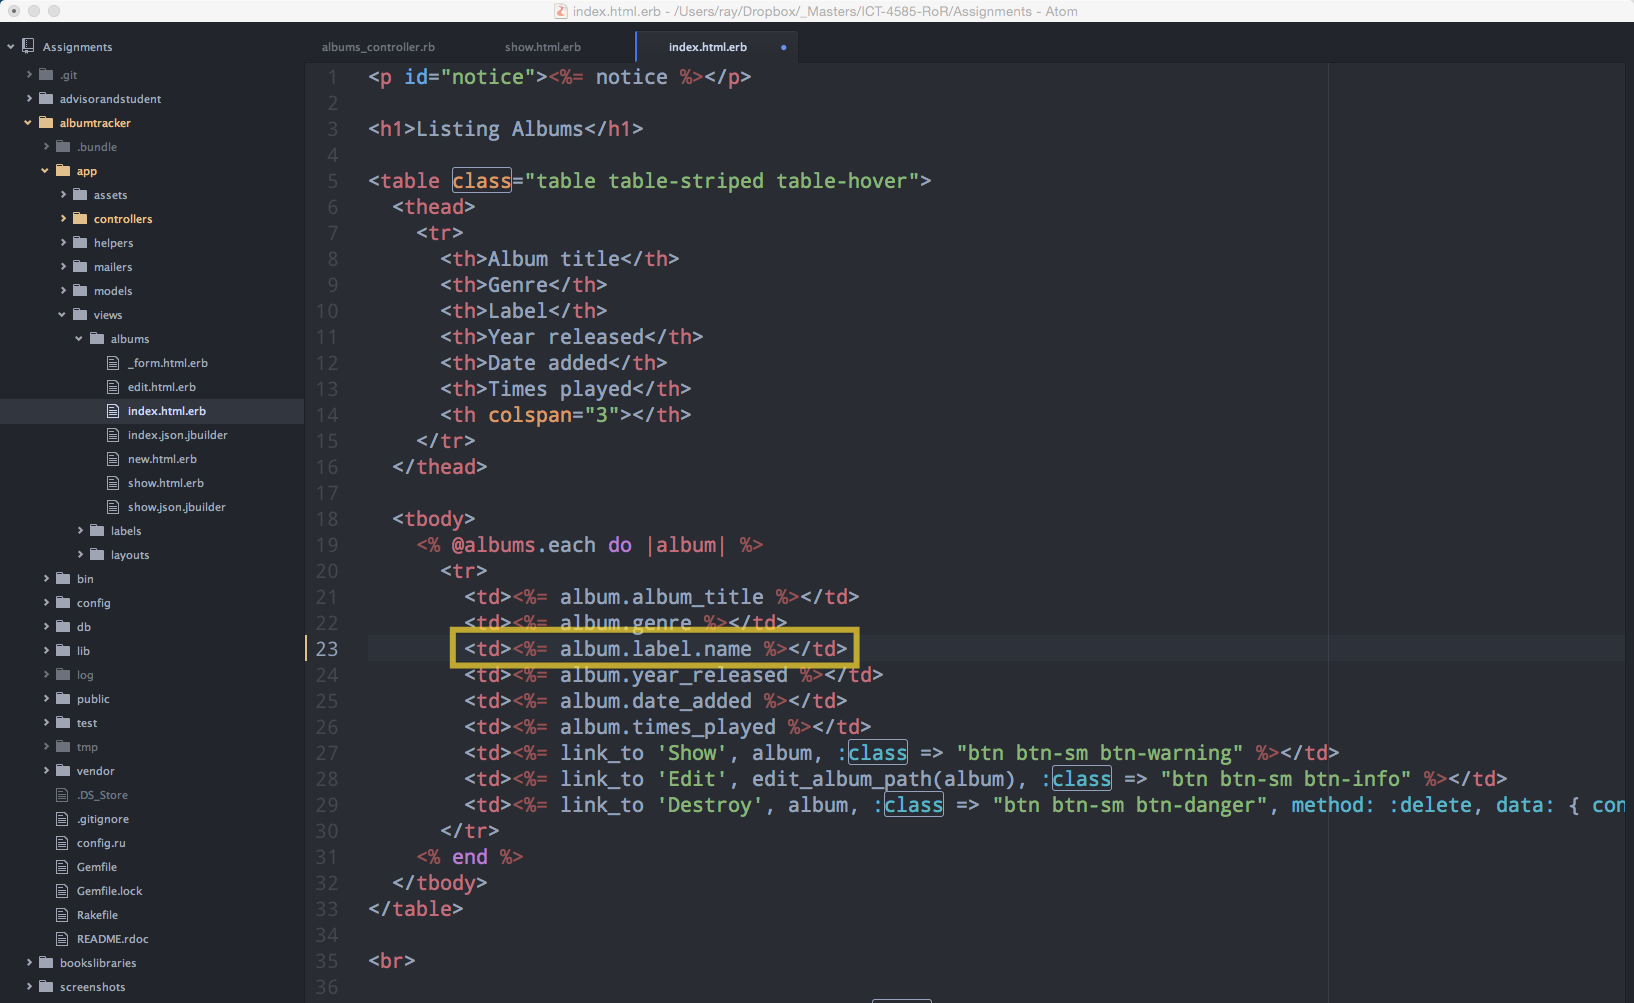 index.html.erb - /Users/ray/Dropbox/_Masters/ICT-4585-RoR/Assignments - Atom
Assignments
.git
advisorandstudent
albumtracker
.bundle
app
assets
controllers
helpers
mailers
models
views
albums
_form.html.erb
edit.html.erb
index.html.erb
index.json.jbuilder
new.html.erb
show.html.erb
show.json.jbuilder
labels
layouts
bin
config
db
lib
log
public
test
tmp
vendor
.DS_Store
.gitignore
config.ru
Gemfile
Gemfile.lock
Rakefile
README.rdoc
bookslibraries
screenshots
albums_controller.rb show.html.erb index.html.erb
1 <p id="notice"><%= notice %></p>
2
3 <h1>Listing Albums</h1>
4
5 <table class="table table-striped table-hover">
6   <thead>
7     <tr>
8       <th>Album title</th>
9       <th>Genre</th>
10       <th>Label</th>
11       <th>Year released</th>
12       <th>Date added</th>
13       <th>Times played</th>
14       <th colspan="3"></th>
15     </tr>
16   </thead>
17
18   <tbody>
19     <% @albums.each do |album| %>
20       <tr>
21         <td><%= album.album_title %></td>
22         <td><%= album.genre %></td>
23         <td><%= album.label.name %></td>
24         <td><%= album.year_released %></td>
25         <td><%= album.date_added %></td>
26         <td><%= album.times_played %></td>
27         <td><%= link_to 'Show', album, :class => "btn btn-sm btn-warning" %></td>
28         <td><%= link_to 'Edit', edit_album_path(album), :class => "btn btn-sm btn-info" %></td>
29         <td><%= link_to 'Destroy', album, :class => "btn btn-sm btn-danger", method: :delete, data: { con
30       </tr>
31     <% end %>
32   </tbody>
33 </table>
34
35 <br>
36